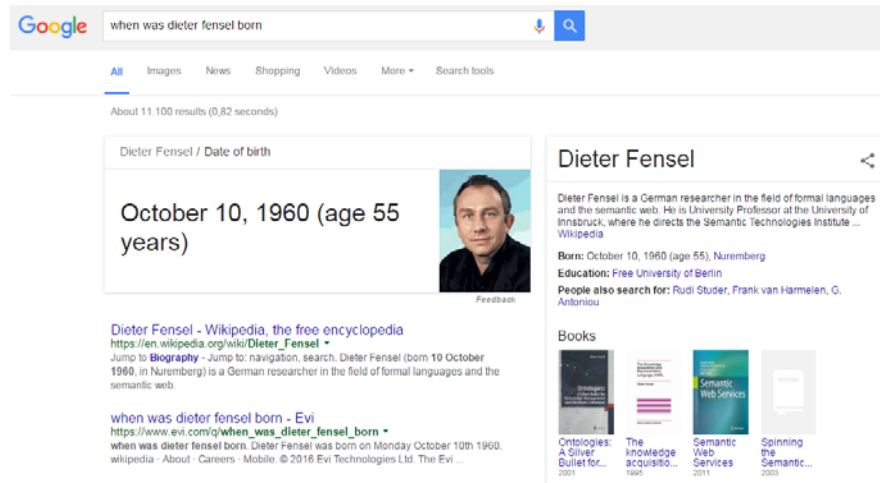 Google
when was dieter fensel born
All Images News Shopping Videos More Search tools
About 11.100 results (0,82 seconds)
Dieter Fensel / Date of birth
October 10, 1960 (age 55
years)
Feedback
Dieter Fensel - Wikipedia, the free encyclopedia
https://en.wikipedia.org/wiki/Dieter_Fensel
Jump to Biography - Jump to: navigation, search. Dieter Fensel (born 10 October
1960, in Nuremberg) is a German researcher in the field of formal languages and the
semantic web.
when was dieter fensel born - Evi
https://www.evi.com/q/when_was_dieter_fensel_born
when was dieter fensel born. Dieter Fensel was born on Monday October 10th 1960.
wikipedia · About · Careers · Mobile. © 2016 Evi Technologies Ltd. The Evi ...
Dieter Fensel
Dieter Fensel is a German researcher in the field of formal languages
and the semantic web. He is University Professor at the University of
Innsbruck, where he directs the Semantic Technologies Institute ...
Wikipedia
Born: October 10, 1960 (age 55), Nuremberg
Education: Free University of Berlin
People also search for: Rudi Studer, Frank van Harmelen, G.
Antoniou
Books
Semantic
Web Services
Ontologies:
A Silver
Bullet for...
2001
The
knowledge
acquisitio...
1995
Semantic
Web
Services
2011
Spinning
the
Semantic...
2003